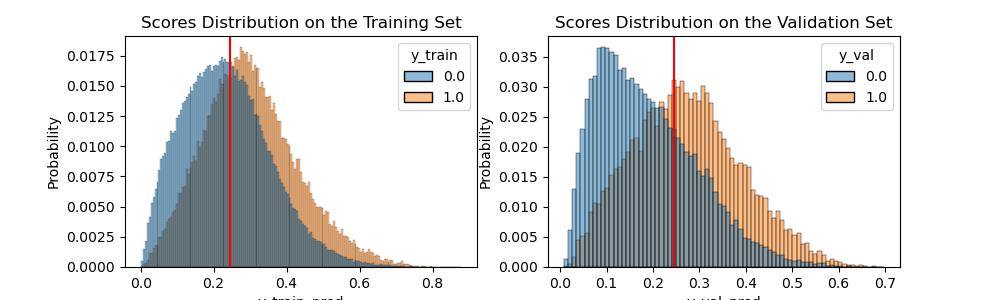 Scores Distribution on the Training Set
Probability
0.0175
0.0150
0.0125
0.0100
0.0075
0.0050
0.0025
0.0000
y_train
0.0
1.0
0.0 0.2 0.4 0.6 0.8
y_train_pred
Scores Distribution on the Validation Set
Probability
0.035
0.030
0.025
0.020
0.015
0.010
0.005
0.000
y_val
0.0
1.0
0.0 0.1 0.2 0.3 0.4 0.5 0.6 0.7
y_val_pred